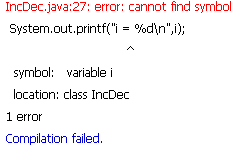 IncDec.java:27: error: cannot find symbol
System.out.printf("i = %d\n",i);
^
symbol: variable i
location: class IncDec
1 error
Compilation failed.